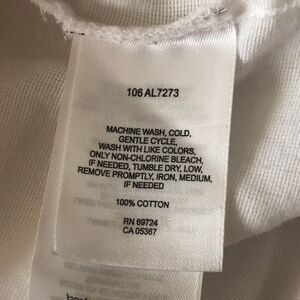 106 AL7273
MACHINE WASH, COLD,
GENTLE CYCLE,
WASH WITH LIKE COLORS,
ONLY NON-CHLORINE BLEACH,
IF NEEDED, TUMBLE DRY, LOW,
REMOVE PROMPTLY, IRON, MEDIUM,
IF NEEDED
100% COTTON
RN 69724
CA 05367